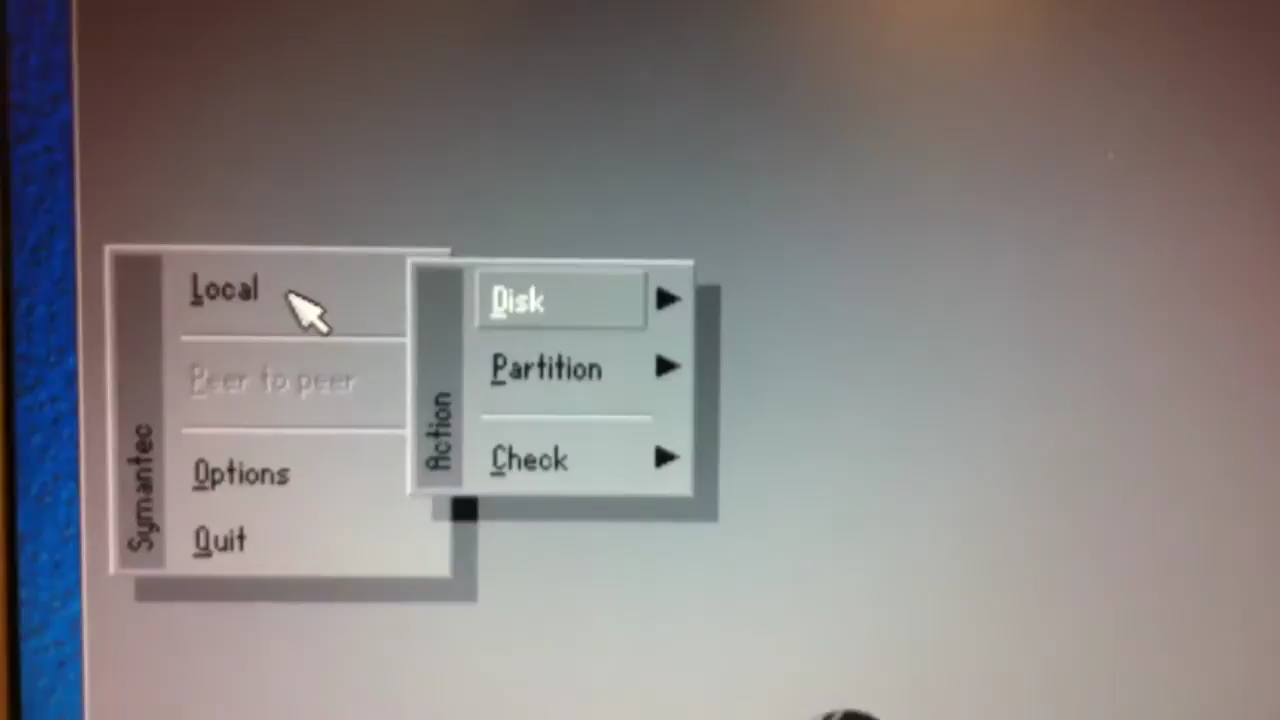 Symantec
Local
Peer to peer
Options
Quit
Action
Disk
Partition
Check